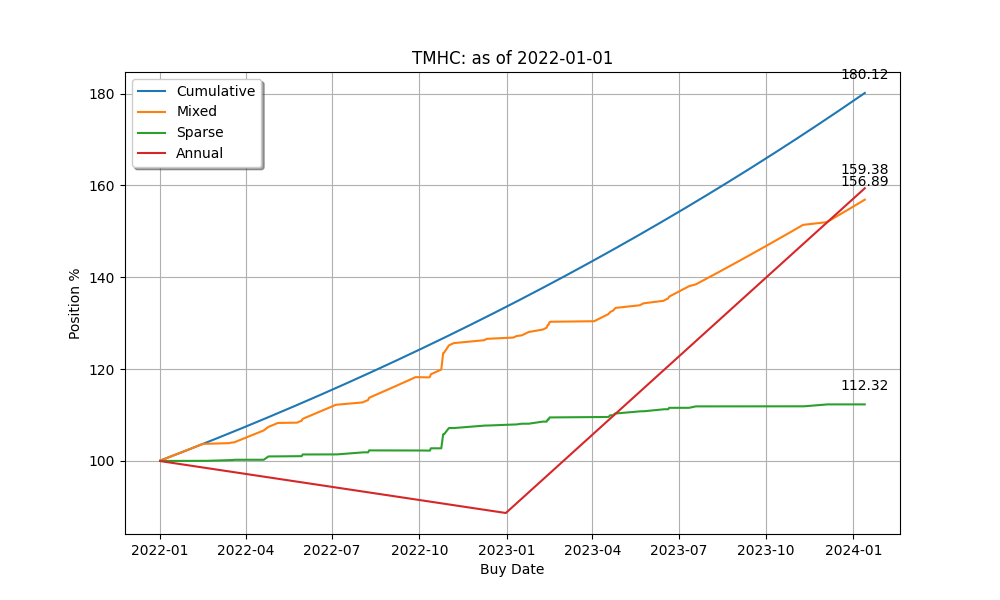 TMHC: as of 2022-01-01
180.12
Cumulative
Mixed
Sparse
Annual
159.38
156.89
112.32
180
160
140
120
100
Position %
2022-01
2022-04
2022-07
2022-10
2023-01
2023-04
2023-07
2023-10
2024-01
Buy Date